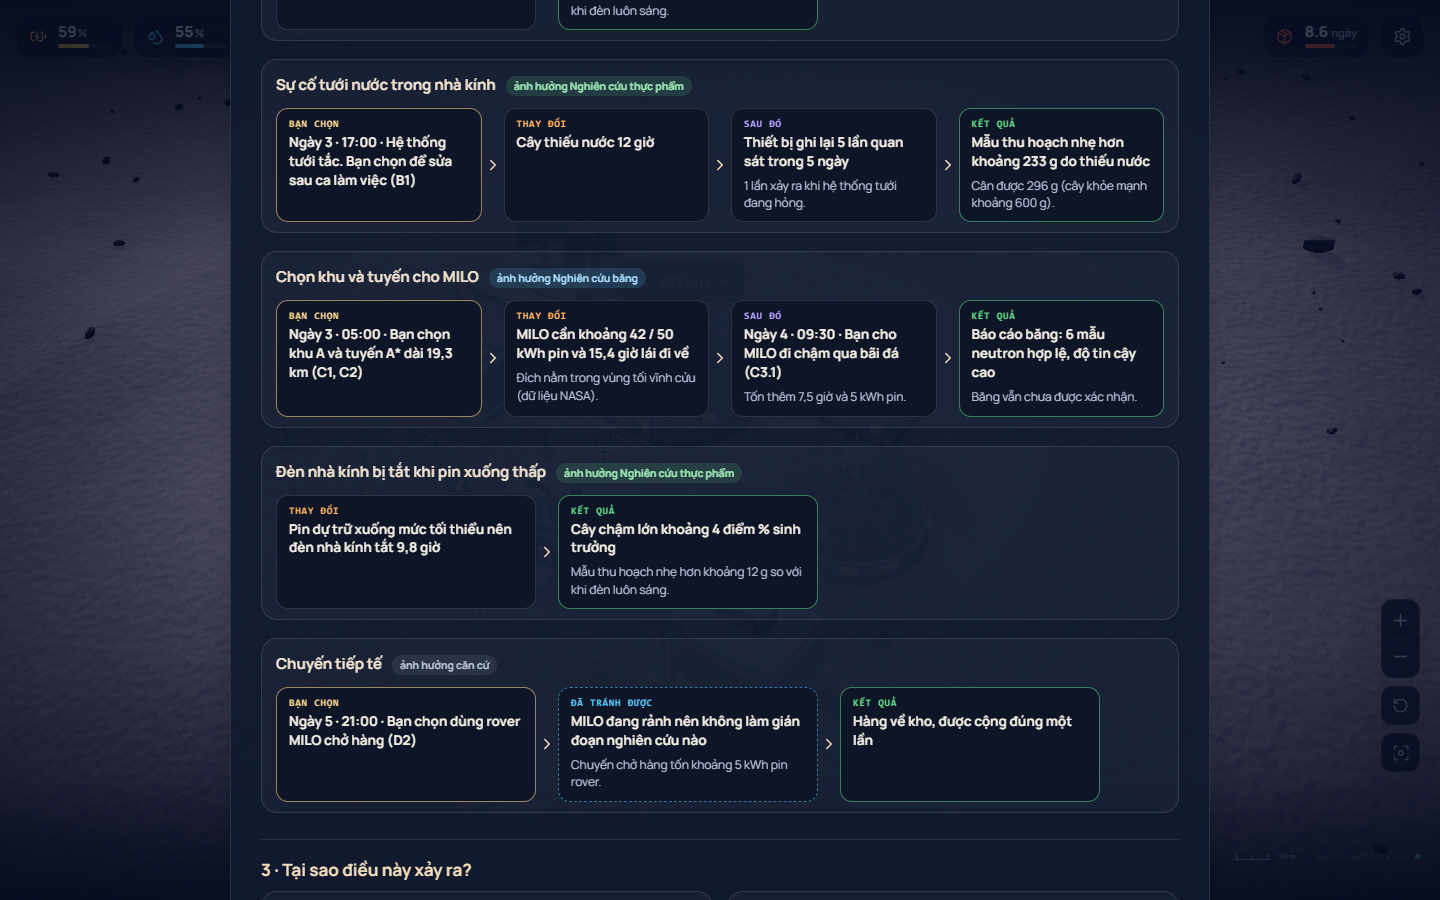 59%
55%
8.6 ngày
khi đèn luôn sáng.
Sự cố tưới nước trong nhà kính
ảnh hưởng Nghiên cứu thực phẩm
BẠN CHỌN
Ngày 3 · 17:00 · Hệ thống
tưới tắc. Bạn chọn để sửa
sau ca làm việc (B1)
THAY ĐỔI
Cây thiếu nước 12 giờ
SAU ĐÓ
Thiết bị ghi lại 5 lần quan
sát trong 5 ngày
1 lần xảy ra khi hệ thống tưới
đang hỏng.
KẾT QUẢ
Mẫu thu hoạch nhẹ hơn
khoảng 233 g do thiếu nước
Cân được 296 g (cây khỏe mạnh
khoảng 600 g).
Chọn khu và tuyến cho MILO
ảnh hưởng Nghiên cứu băng
BẠN CHỌN
Ngày 3 · 05:00 · Bạn chọn
khu A và tuyến A* dài 19,3
km (C1, C2)
THAY ĐỔI
MILO cần khoảng 42 / 50
kWh pin và 15,4 giờ lái đi về
Đích nằm trong vùng tối vĩnh cửu
(dữ liệu NASA).
SAU ĐÓ
Ngày 4 · 09:30 · Bạn cho
MILO đi chậm qua bãi đá
(C3.1)
Tốn thêm 7,5 giờ và 5 kWh pin.
KẾT QUẢ
Báo cáo băng: 6 mẫu
neutron hợp lệ, độ tin cậy
cao
Băng vẫn chưa được xác nhận.
Đèn nhà kính bị tắt khi pin xuống thấp
ảnh hưởng Nghiên cứu thực phẩm
THAY ĐỔI
Pin dự trữ xuống mức tối thiểu nên
đèn nhà kính tắt 9,8 giờ
KẾT QUẢ
Cây chậm lớn khoảng 4 điểm % sinh
trưởng
Mẫu thu hoạch nhẹ hơn khoảng 12 g so với
khi đèn luôn sáng.
Chuyến tiếp tế
ảnh hưởng căn cứ
BẠN CHỌN
Ngày 5 · 21:00 · Bạn chọn dùng rover
MILO chở hàng (D2)
ĐÃ TRÁNH ĐƯỢC
MILO đang rảnh nên không làm gián
đoạn nghiên cứu nào
Chuyến chở hàng tốn khoảng 5 kWh pin
rover.
KẾT QUẢ
Hàng về kho, được cộng đúng một
lần
50 m
3 · Tại sao điều này xảy ra?